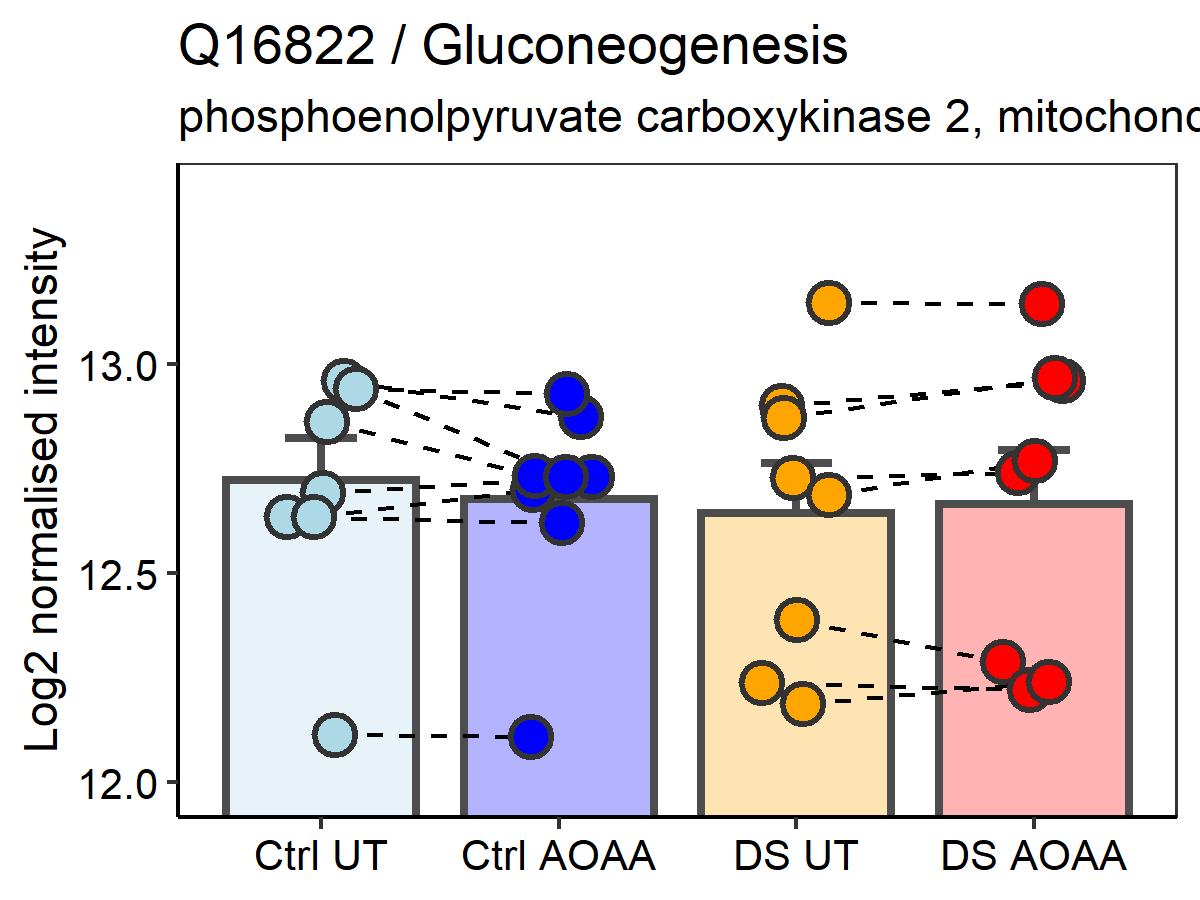 Q16822 / Gluconeogenesis
phosphoenolpyruvate carboxykinase 2, mitochond
Log2 normalised intensity
13.0
12.5
12.0
Ctrl UT
Ctrl AOAA
DS UT
DS AOAA